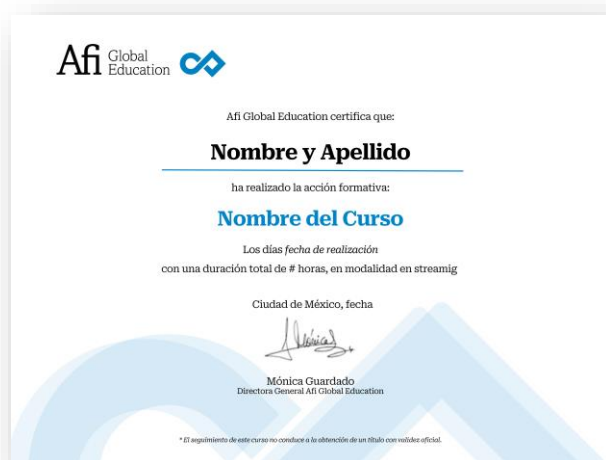 Afi Global
Education
Afi Global Education certifica que:
Nombre y Apellido
ha realizado la acción formativa:
Nombre del Curso
Los días fecha de realización
con una duración total de # horas, en modalidad en streamig
Ciudad de México, fecha
Mónica
Mónica Guardado
Directora General Afi Global Education
* El seguimiento de este curso no conduce a la obtención de un título con validez oficial.